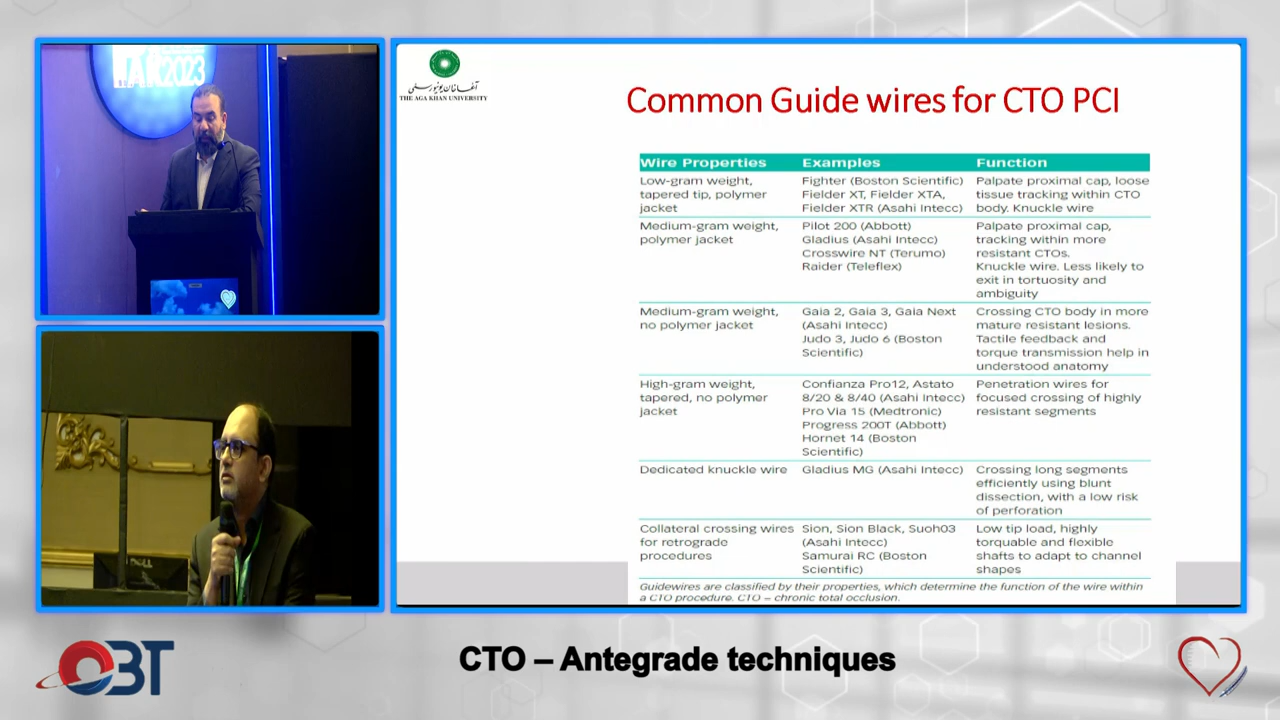 2023
DELL
آغا خان یونیورسٹی
THE AGA KHAN UNIVERSITY
Common Guide wires for CTO PCI
Wire Properties Examples Function
Low-gram weight, tapered tip, polymer jacket
Fighter (Boston Scientific)
Fielder XT, Fielder XTA,
Fielder XTR (Asahi Intecc)
Palpate proximal cap, loose
tissue tracking within CTO
body. Knuckle wire
Medium-gram weight,
polymer jacket
Pilot 200 (Abbott)
Gladius (Asahi Intecc)
Crosswire NT (Terumo)
Raider (Teleflex)
Palpate proximal cap,
tracking within more
resistant CTOs.
Knuckle wire. Less likely to
exit in tortuosity and
ambiguity
Medium-gram weight,
no polymer jacket
Gaia 2, Gaia 3, Gaia Next
(Asahi Intecc)
Judo 3, Judo 6 (Boston
Scientific)
Crossing CTO body in more
mature resistant lesions.
Tactile feedback and
torque transmission help in
understood anatomy
High-gram weight,
tapered, no polymer
jacket
Confianza Pro12, Astato
8/20 & 8/40 (Asahi Intecc)
Pro Via 15 (Medtronic)
Progress 200T (Abbott)
Hornet 14 (Boston
Scientific)
Penetration wires for
focused crossing of highly
resistant segments
Dedicated knuckle wire
Gladius MG (Asahi Intecc)
Crossing long segments
efficiently using blunt
dissection, with a low risk
of perforation
Collateral crossing wires
for retrograde
procedures
Sion, Sion Black, Suoh03
(Asahi Intecc)
Samurai RC (Boston
Scientific)
Low tip load, highly
torquable and flexible
shafts to adapt to channel
shapes
Guidewires are classified by their properties, which determine the function of the wire within
a CTO procedure. CTO – chronic total occlusion.
OBT
CTO – Antegrade techniques